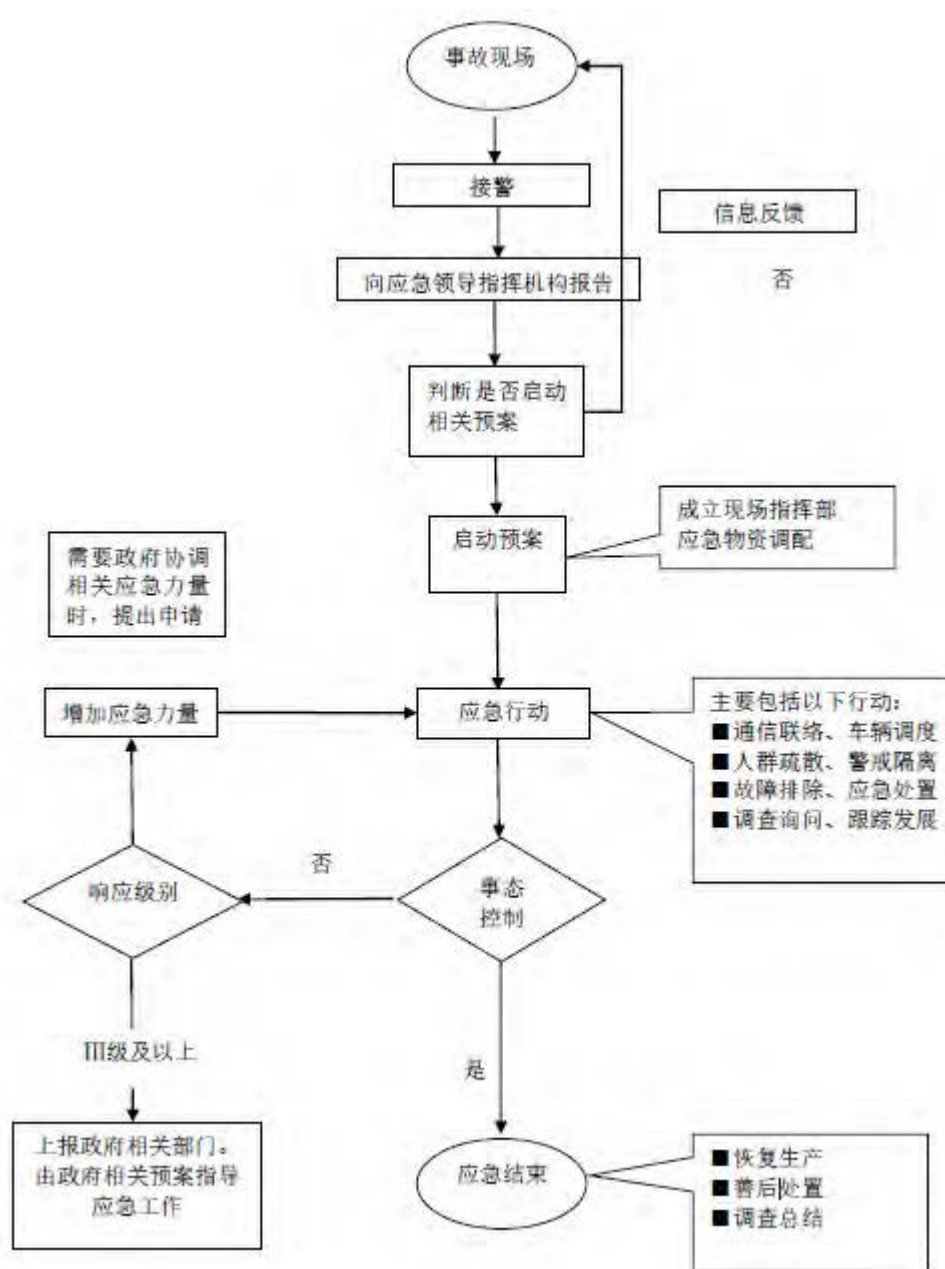 事故现场
接警
信息反馈
向应急领导指挥机构报告
否
判断是否启动
相关预案
成立现场指挥部
应急物资调配
启动预案
需要政府协调
相关应急力量
时，提出申请
增加应急力量
应急行动
主要包括以下行动：
■通信联络、车辆调度
■人群疏散、警戒隔离
■故障排除、应急处置
■调查询问、跟踪发展
否
响应级别
事态
控制
III级及以上
是
上报政府相关部门。
由政府相关预案指导
应急工作
应急结束
■恢复生产
■善后处置
■调查总结